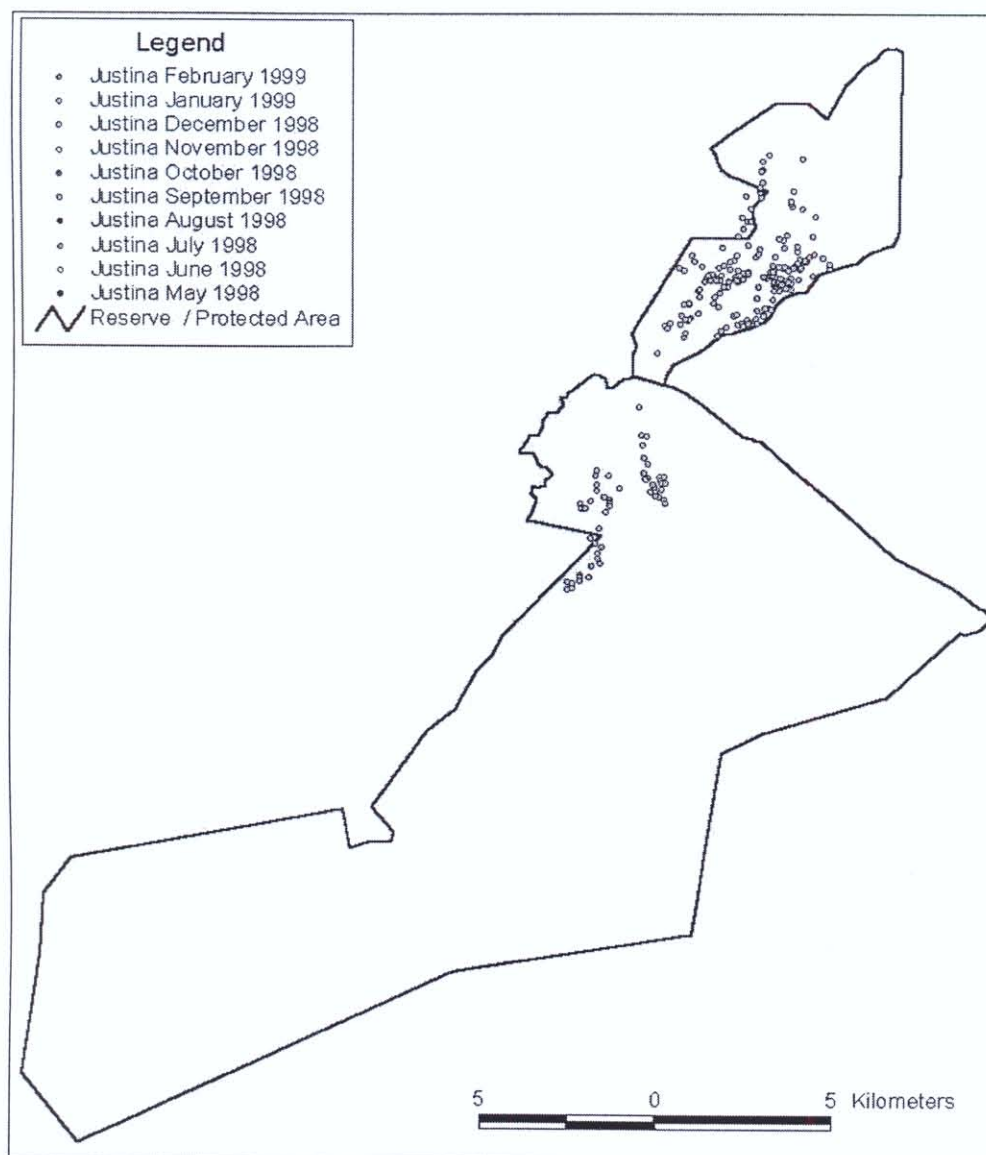 Legend
Justina February 1999
Justina January 1999
Justina December 1998
Justina November 1998
Justina October 1998
Justina September 1998
Justina August 1998
Justina July 1998
Justina June 1998
Justina May 1998
Reserve / Protected Area
5 0 5 Kilometers